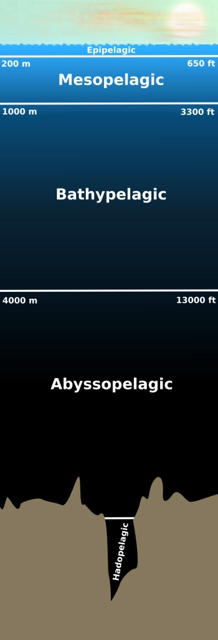 Epipelagic
200 m 650 ft
Mesopelagic
1000 m 3300 ft
Bathypelagic
4000 m 13000 ft
Abyssopelagic
Hadopelagic